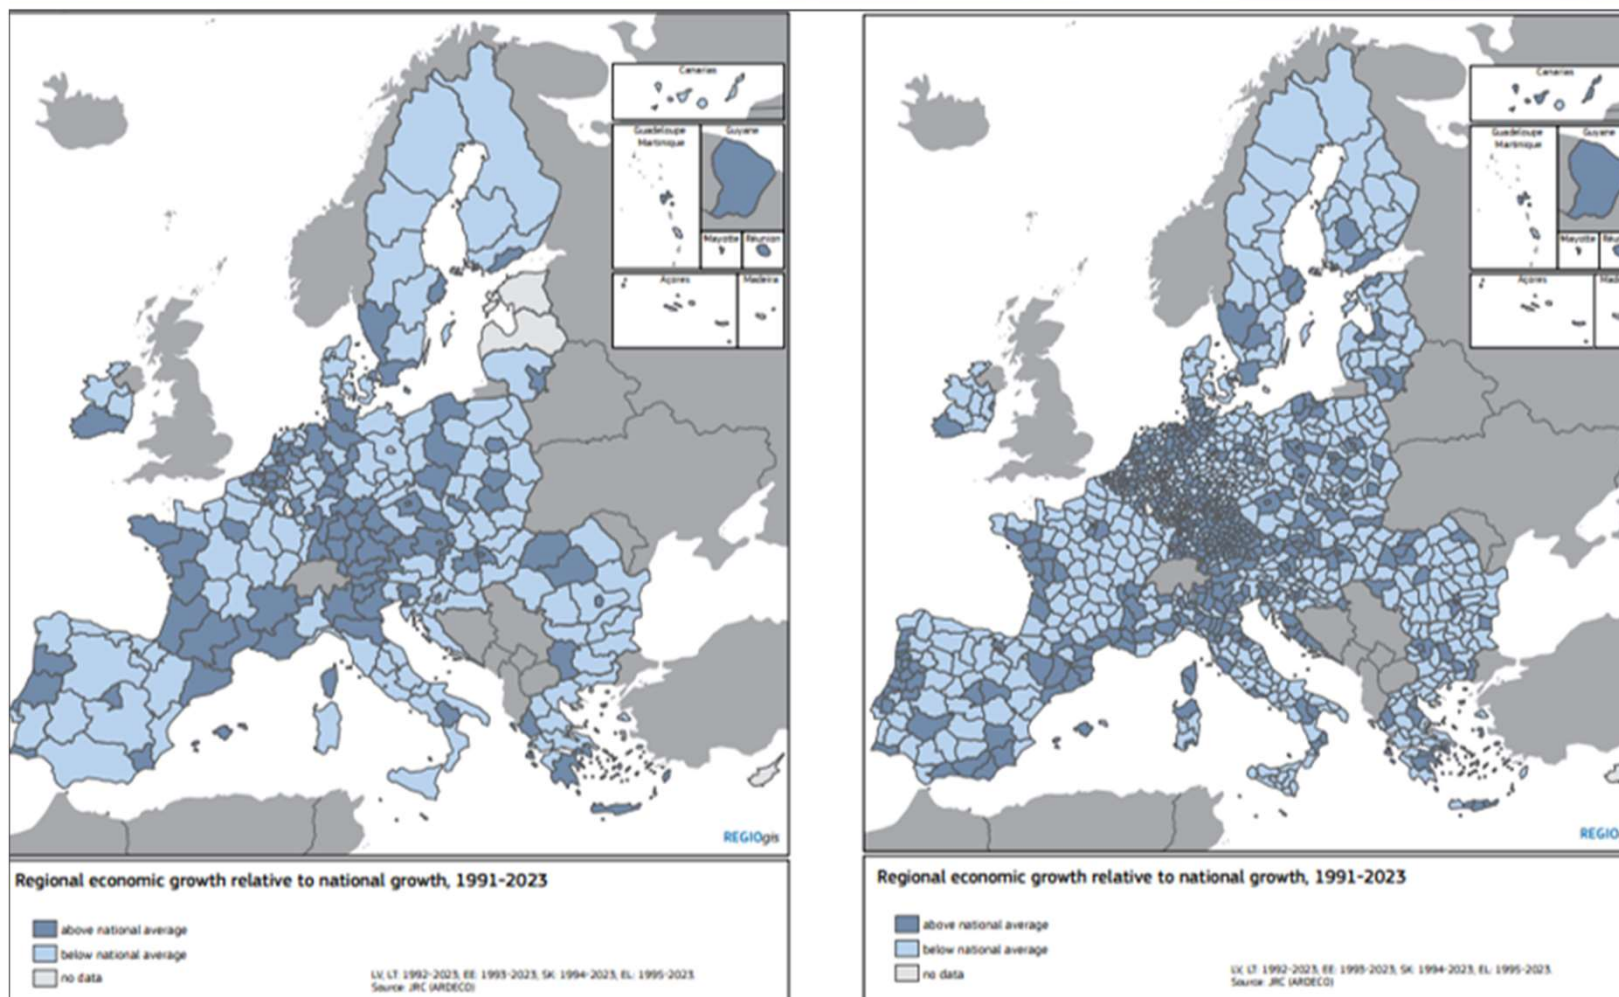 Canarias
Guadeloupe
Martinique
Guyane
Mayotte
Réunion
Açores
Madeira
REGIOgis
Regional economic growth relative to national growth, 1991-2023
above national average
below national average
no data
LV, LT: 1992-2023, EE: 1993-2023, SK: 1994-2023, EL: 1995-2023.
Source: JRC (ARDECO)
Canarias
Guadeloupe
Martinique
Guyane
Mayotte
Réu
Açores
Mad
REGIO
Regional economic growth relative to national growth, 1991-2023
above national average
below national average
no data
LV, LT: 1992-2023, EE: 1993-2023, SK: 1994-2023, EL: 1995-2023.
Source: JRC (ARDECO)